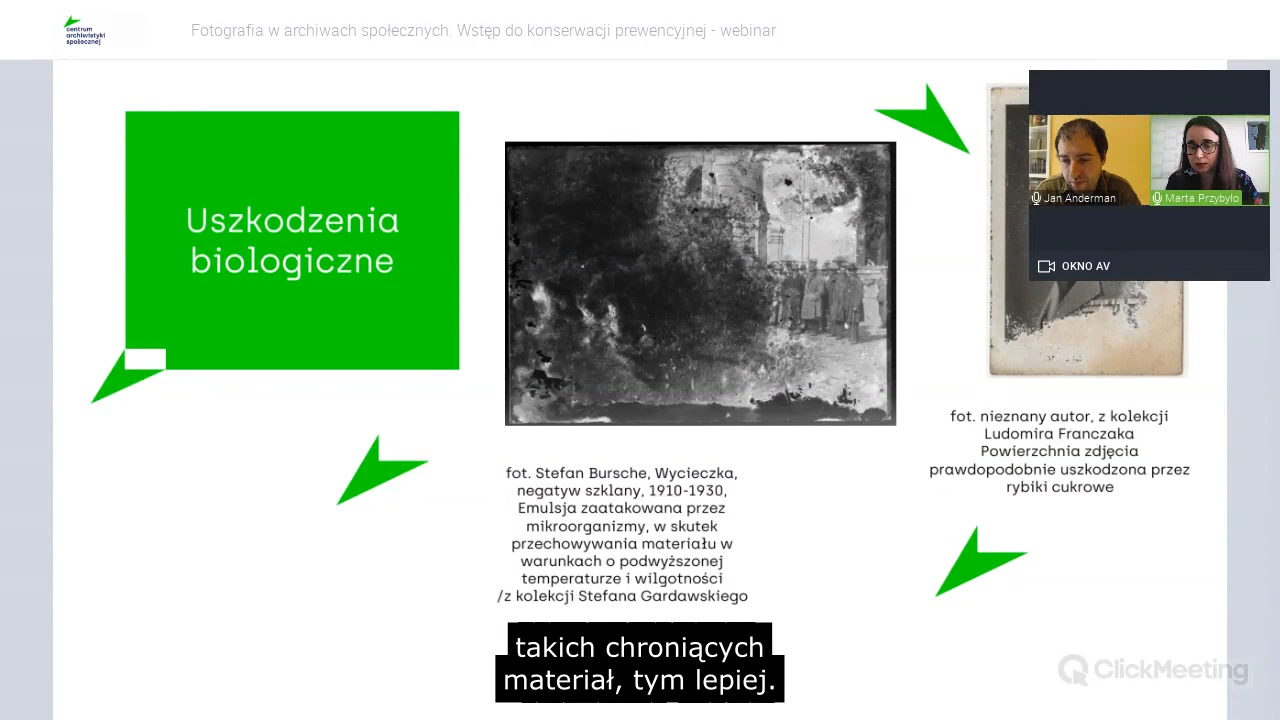 centrum
archiwistyki
społecznej
Fotografia w archiwach społecznych. Wstęp do konserwacji prewencyjnej - webinar
Uszkodzenia
biologiczne
Jan Anderman
Marta Przybyło
OKNO AV
fot. nieznany autor, z kolekcji
Ludomira Franczaka
Powierzchnia zdjęcia
prawdopodobnie uszkodzona przez
rybiki cukrowe
fot. Stefan Bursche, Wycieczka,
negatyw szklany, 1910-1930,
Emulsja zaatakowana przez
mikroorganizmy, w skutek
przechowywania materiału w
warunkach o podwyższonej
temperaturze i wilgotności
/z kolekcji Stefana Gardawskiego
takich chroniących
materiał, tym lepiej.
ClickMeeting